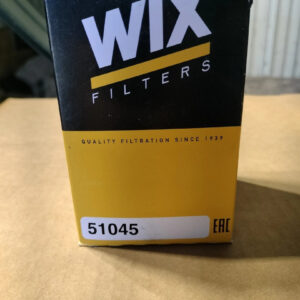 WIX
FILTERS
QUALITY FILTRATION SINCE 1939
51045
EAC